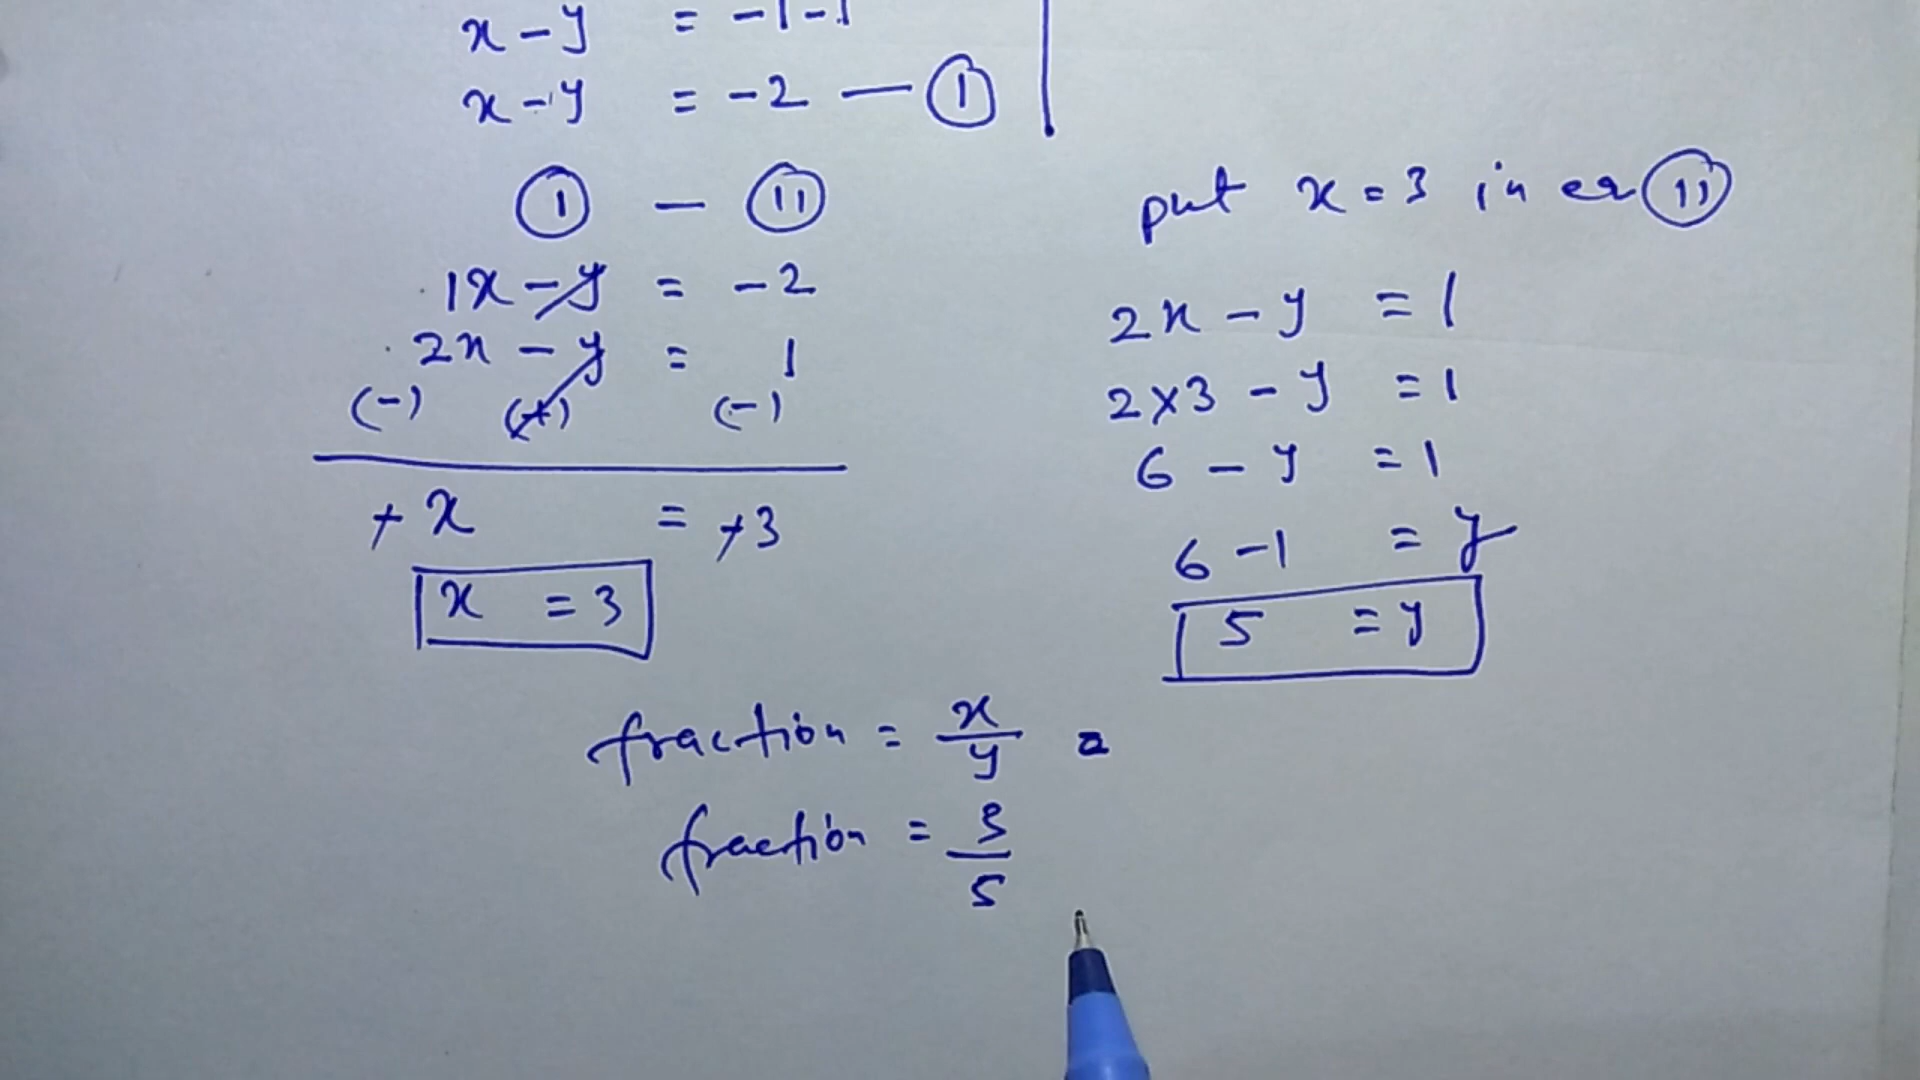 x - y = -1-1
x - y = -2 — (1)
(1) — (11)
1x - y = -2
2x - y = 1
(-) (+) (-)
+ x = +3
x = 3
put x = 3 in eq (11)
2x - y = 1
2×3 - y = 1
6 - y = 1
6 - 1 = y
5 = y
fraction = x/y =
fraction = 3/5